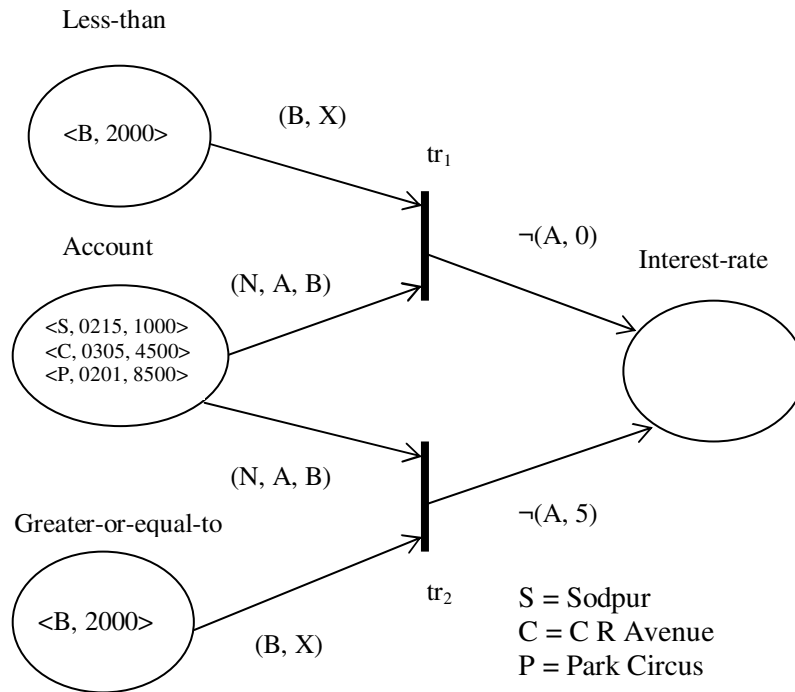 Less-than
<B, 2000>
(B, X)
tr₁
Account
(N, A, B)
¬(A, 0)
Interest-rate
<S, 0215, 1000>
<C, 0305, 4500>
<P, 0201, 8500>
(N, A, B)
Greater-or-equal-to
¬(A, 5)
<B, 2000>
(B, X)
tr₂
S = Sodpur
C = C R Avenue
P = Park Circus